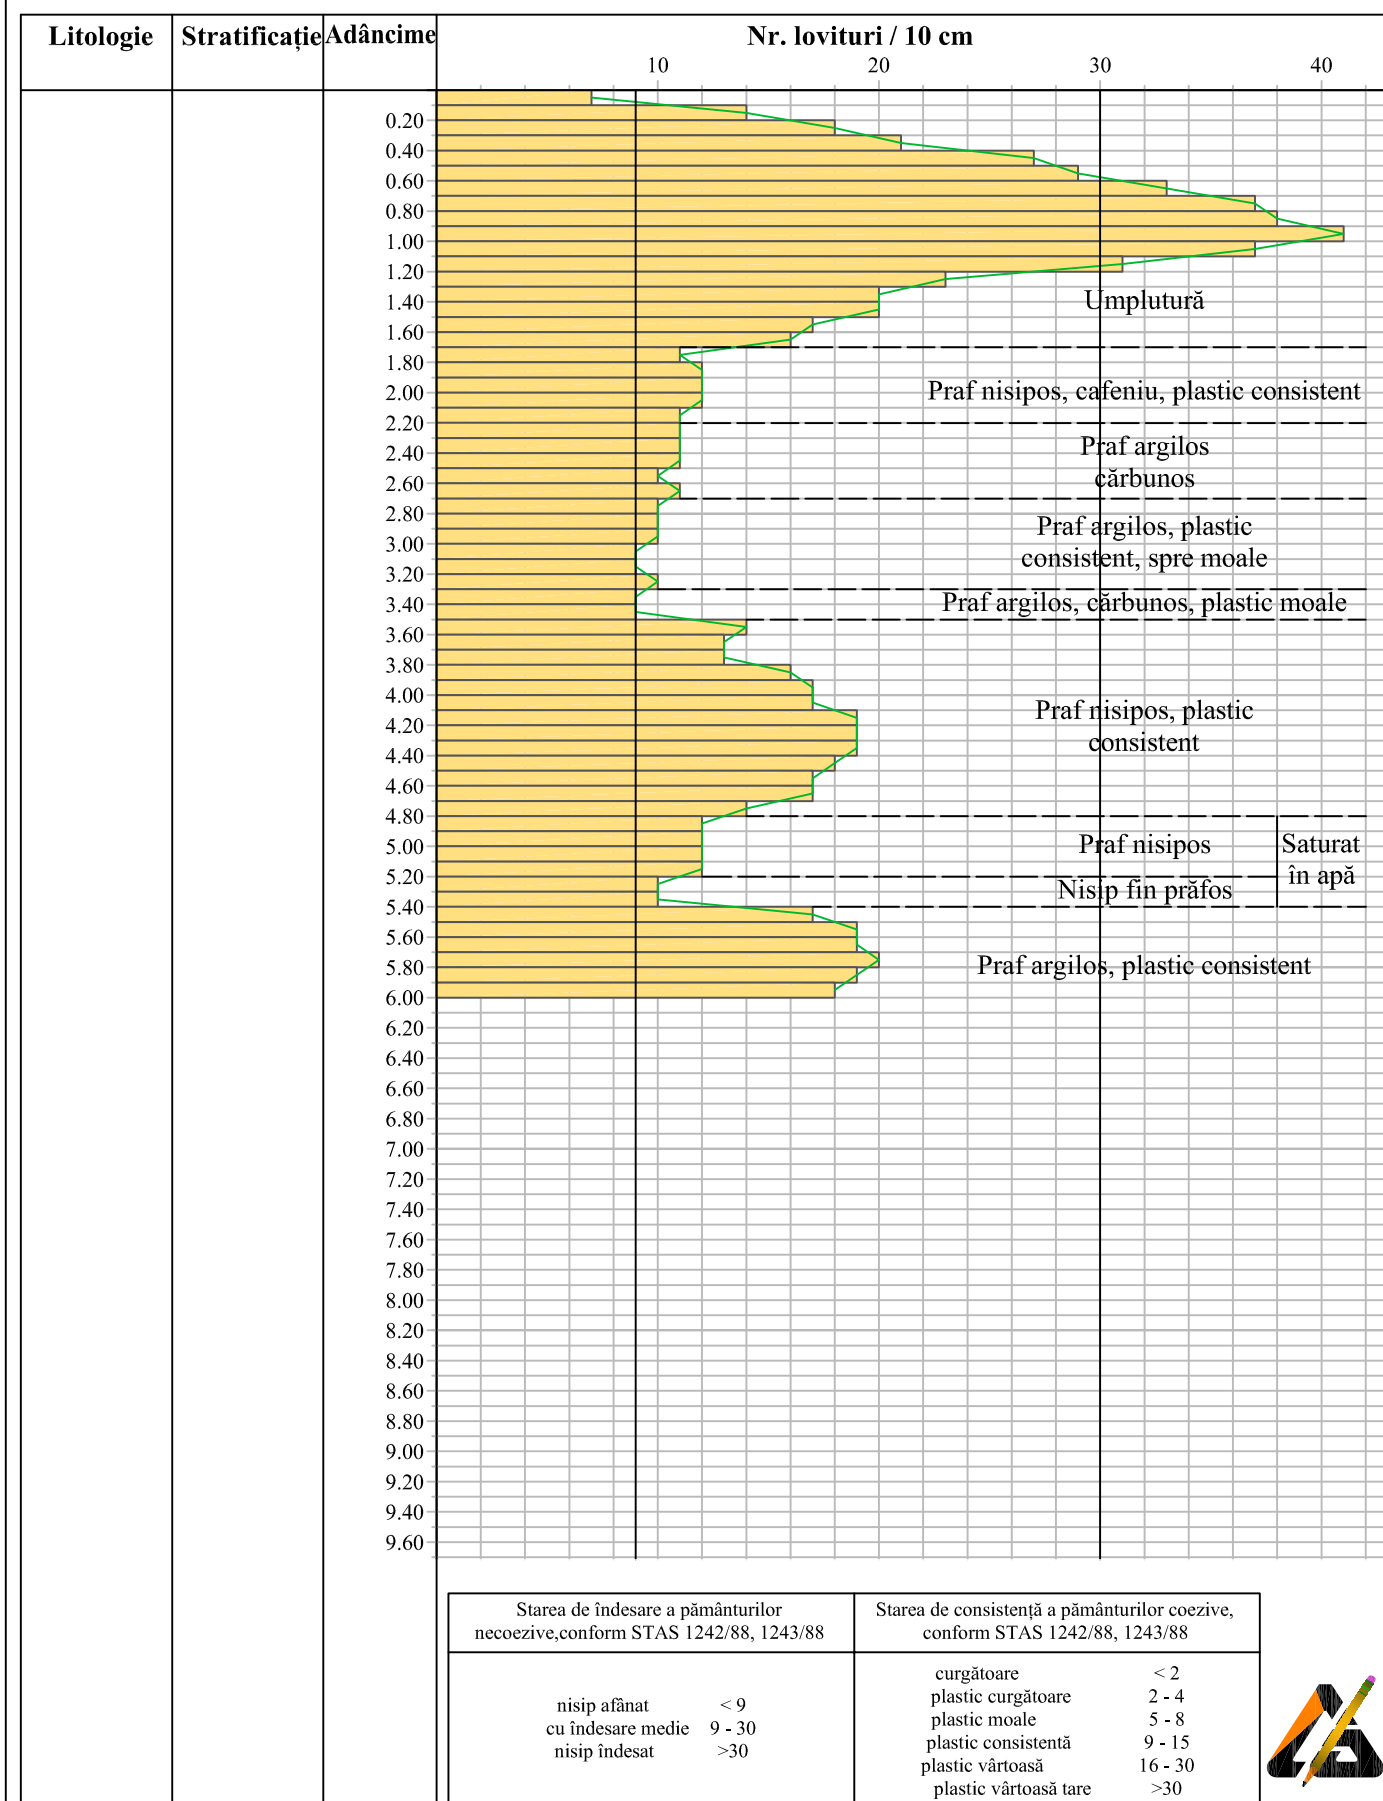 Litologie Stratificație Adâncime Nr. lovituri / 10 cm
10 20 30 40
0.20
0.40
0.60
0.80
1.00
1.20
1.40 Umplutură
1.60
1.80
2.00 Praf nisipos, cafeniu, plastic consistent
2.20
2.40 Praf argilos
2.60 cărbunos
2.80 Praf argilos, plastic
3.00 consistent, spre moale
3.20
3.40 Praf argilos, cărbunos, plastic moale
3.60
3.80
4.00
4.20 Praf nisipos, plastic
4.40 consistent
4.60
4.80
5.00 Praf nisipos Saturat
5.20 în apă
5.40 Nisip fin prăfos
5.60
5.80 Praf argilos, plastic consistent
6.00
6.20
6.40
6.60
6.80
7.00
7.20
7.40
7.60
7.80
8.00
8.20
8.40
8.60
8.80
9.00
9.20
9.40
9.60
Starea de îndesare a pământurilor
necoezive,conform STAS 1242/88, 1243/88
nisip afânat < 9
cu îndesare medie 9 - 30
nisip îndesat >30
Starea de consistență a pământurilor coezive,
conform STAS 1242/88, 1243/88
curgătoare < 2
plastic curgătoare 2 - 4
plastic moale 5 - 8
plastic consistentă 9 - 15
plastic vârtoasă 16 - 30
plastic vârtoasă tare >30